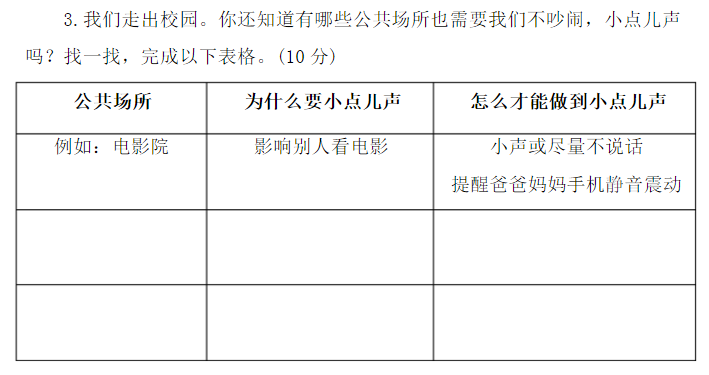 3.我们走出校园。你还知道有哪些公共场所也需要我们不吵闹，小点儿声
吗？找一找，完成以下表格。(10 分)
公共场所 为什么要小点儿声 怎么才能做到小点儿声
例如：电影院 影响别人看电影 小声或尽量不说话
提醒爸爸妈妈手机静音震动